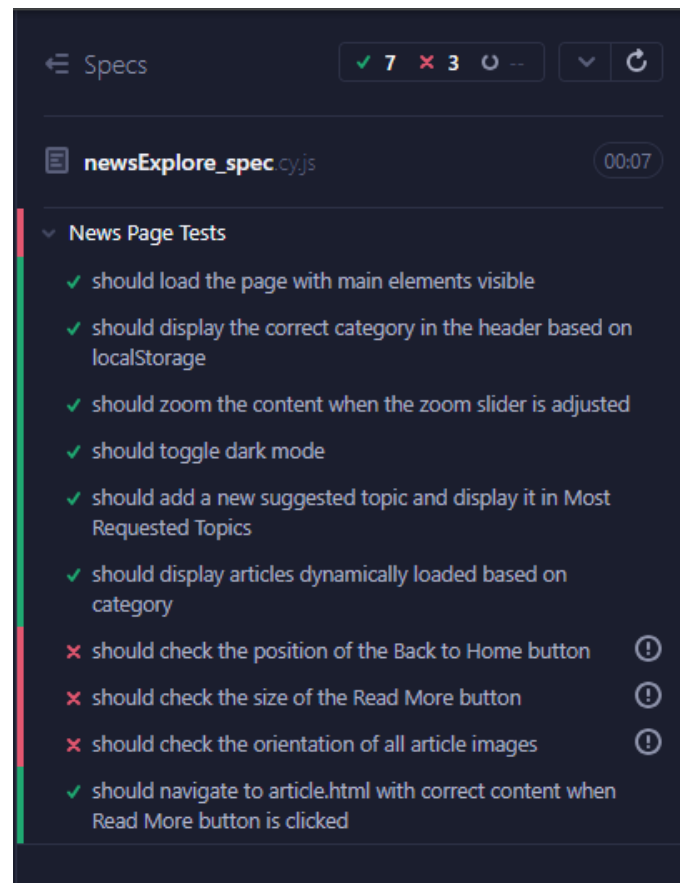 Specs
7 3 --
newsExplore_spec.cy.js 00:07
News Page Tests
should load the page with main elements visible
should display the correct category in the header based on
localStorage
should zoom the content when the zoom slider is adjusted
should toggle dark mode
should add a new suggested topic and display it in Most
Requested Topics
should display articles dynamically loaded based on
category
should check the position of the Back to Home button
should check the size of the Read More button
should check the orientation of all article images
should navigate to article.html with correct content when
Read More button is clicked